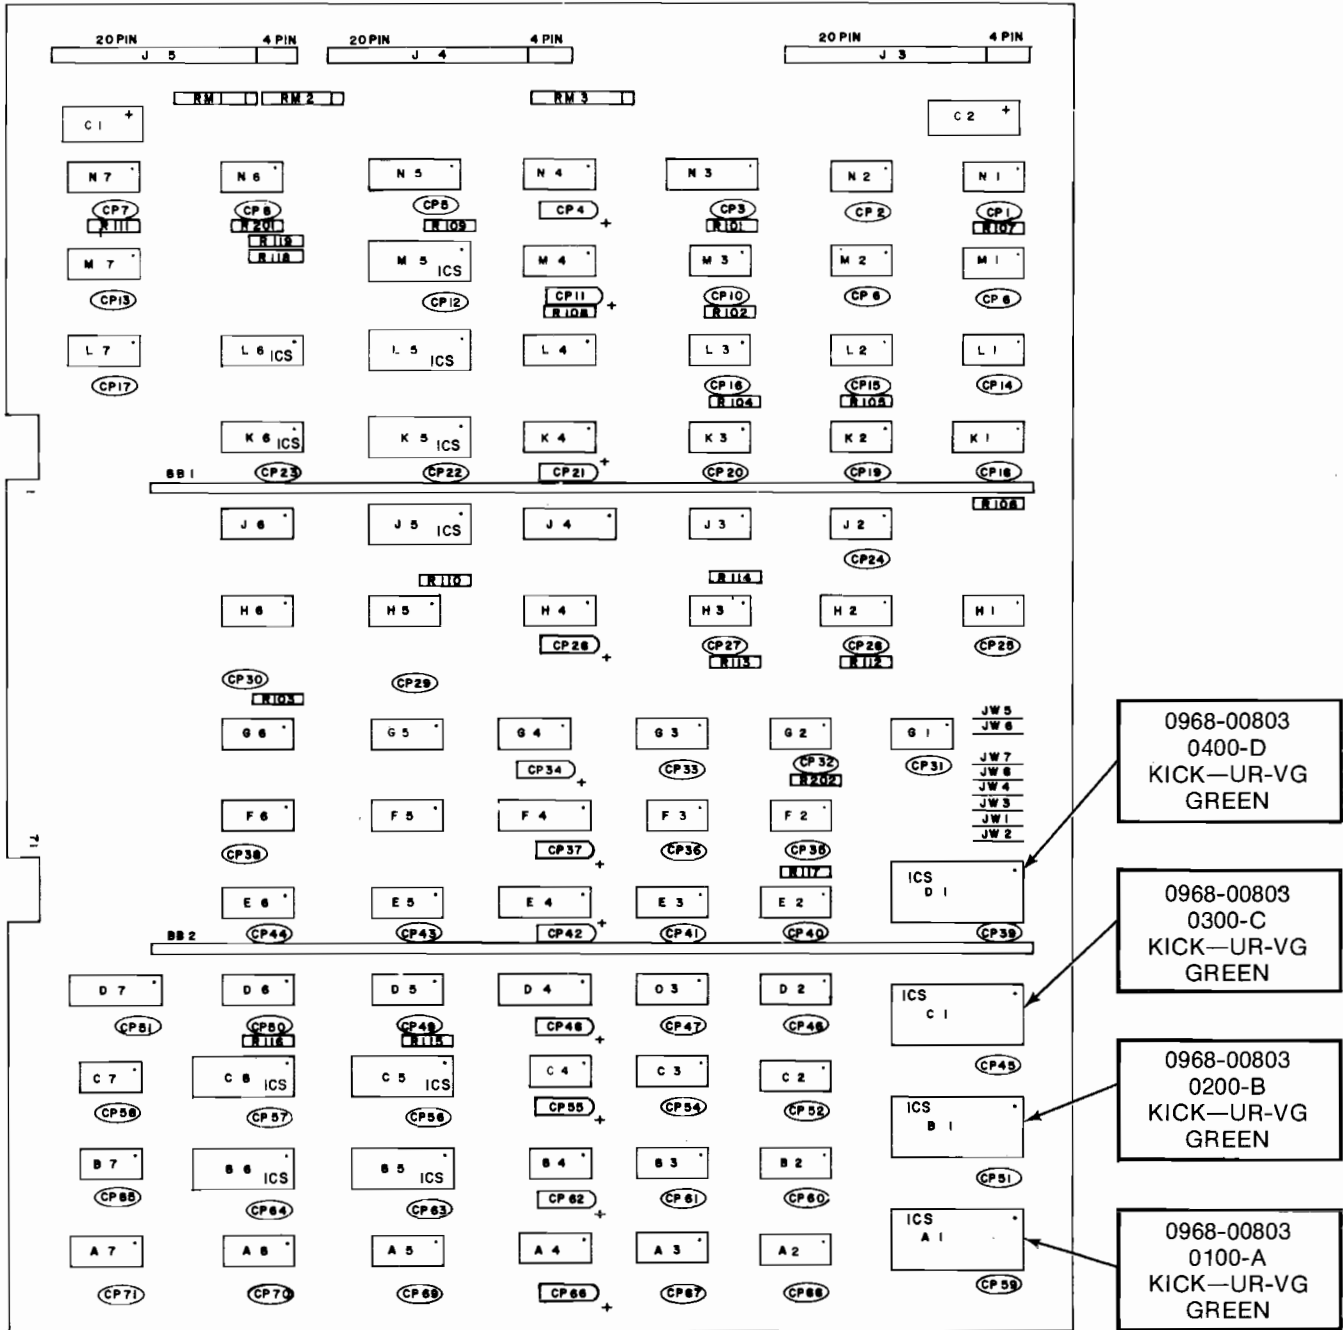 20 PIN 4 PIN 20 PIN 4 PIN 20 PIN 4 PIN
J 5 J 4 J 3
RM 1 RM 2 RM 3
C 1 + C 2 +
N 7 N 6 N 5 N 4 N 3 N 2 N 1
CP7 CP8 CP5 CP4 + CP3 CP2 CP1
R 111 R 201 R 109 R 101 R 107
R 119
R 118
M 7 M 5 ICS M 4 M 3 M 2 M 1
CP13 CP12 CP11 + CP10 CP6 CP6
R 108 R 102
L 7 L 6 ICS L 5 ICS L 4 L 3 L 2 L 1
CP17 CP16 CP15 CP14
R 104 R 105
K 6 ICS K 5 ICS K 4 K 3 K 2 K 1
BB 1 CP23 CP22 CP21 + CP20 CP19 CP18
R 106
J 6 J 5 ICS J 4 J 3 J 2
CP24
R 110 R 114
H 6 H 5 H 4 H 3 H 2 H 1
CP28 + CP27 CP26 CP25
R 113 R 112
CP30 CP29
R 103
JW 5
JW 6
G 6 G 5 G 4 G 3 G 2 G 1
CP34 + CP33 CP32 CP31
R 202
JW 7
JW 8
JW 4
JW 3
JW 1
JW 2
F 6 F 5 F 4 F 3 F 2
CP38 CP37 + CP36 CP35
R 117
ICS D 1
E 6 E 5 E 4 E 3 E 2
BB 2 CP44 CP43 CP42 + CP41 CP40 CP39
D 7 D 6 D 5 D 4 D 3 D 2 ICS C 1
CP51 CP50 CP49 CP48 + CP47 CP46
R 116 R 115
C 7 C 6 ICS C 5 ICS C 4 C 3 C 2 CP45
CP58 CP57 CP56 CP55 + CP54 CP52
ICS B 1
B 7 B 6 ICS B 5 ICS B 4 B 3 B 2
CP65 CP64 CP63 CP62 + CP61 CP60 CP51
ICS A 1
A 7 A 6 A 5 A 4 A 3 A 2
CP71 CP70 CP69 CP66 + CP67 CP68 CP59
0968-00803
0400-D
KICK—UR-VG
GREEN
0968-00803
0300-C
KICK—UR-VG
GREEN
0968-00803
0200-B
KICK—UR-VG
GREEN
0968-00803
0100-A
KICK—UR-VG
GREEN